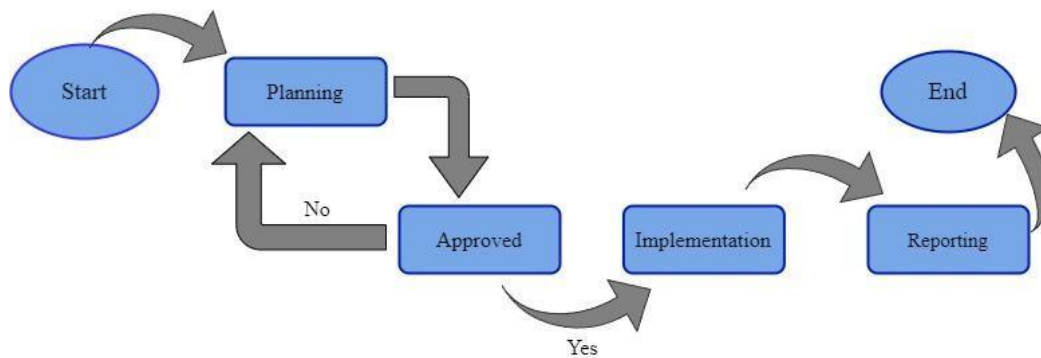 Start
Planning
End
No
Approved
Implementation
Reporting
Yes